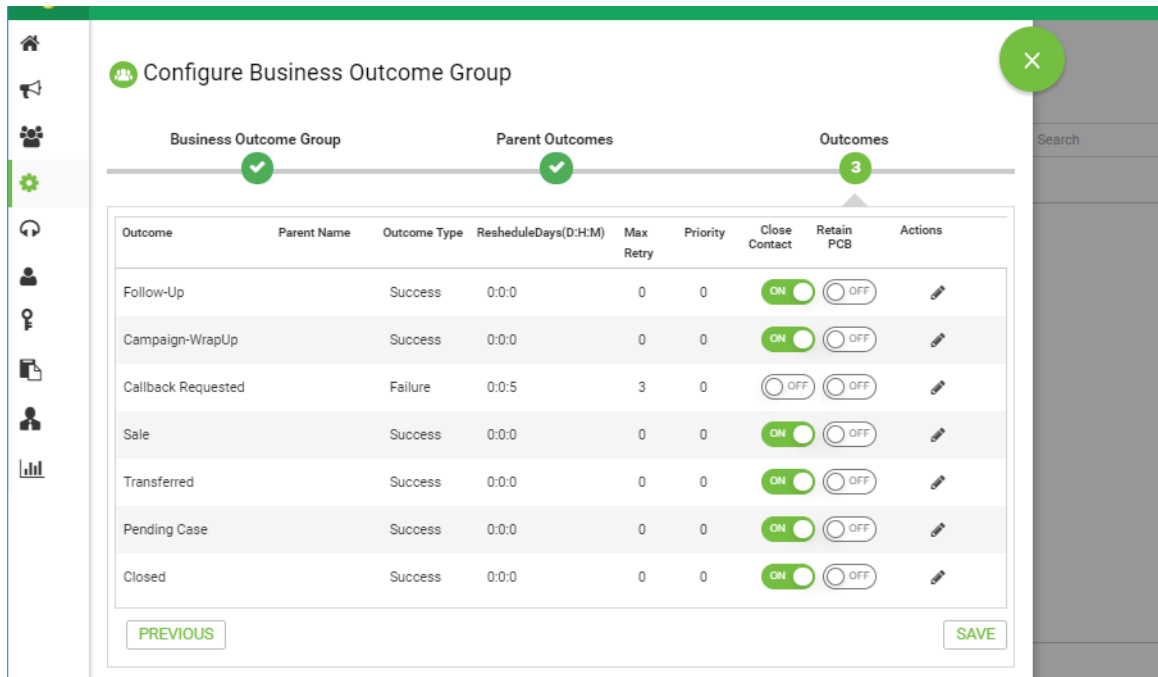 Configure Business Outcome Group
Business Outcome Group Parent Outcomes Outcomes
3
Search
Outcome Parent Name Outcome Type ResheduleDays(D:H:M) Max Retry Priority Close Contact Retain PCB Actions
Follow-Up Success 0:0:0 0 0 ON OFF
Campaign-WrapUp Success 0:0:0 0 0 ON OFF
Callback Requested Failure 0:0:5 3 0 OFF OFF
Sale Success 0:0:0 0 0 ON OFF
Transferred Success 0:0:0 0 0 ON OFF
Pending Case Success 0:0:0 0 0 ON OFF
Closed Success 0:0:0 0 0 ON OFF
PREVIOUS SAVE